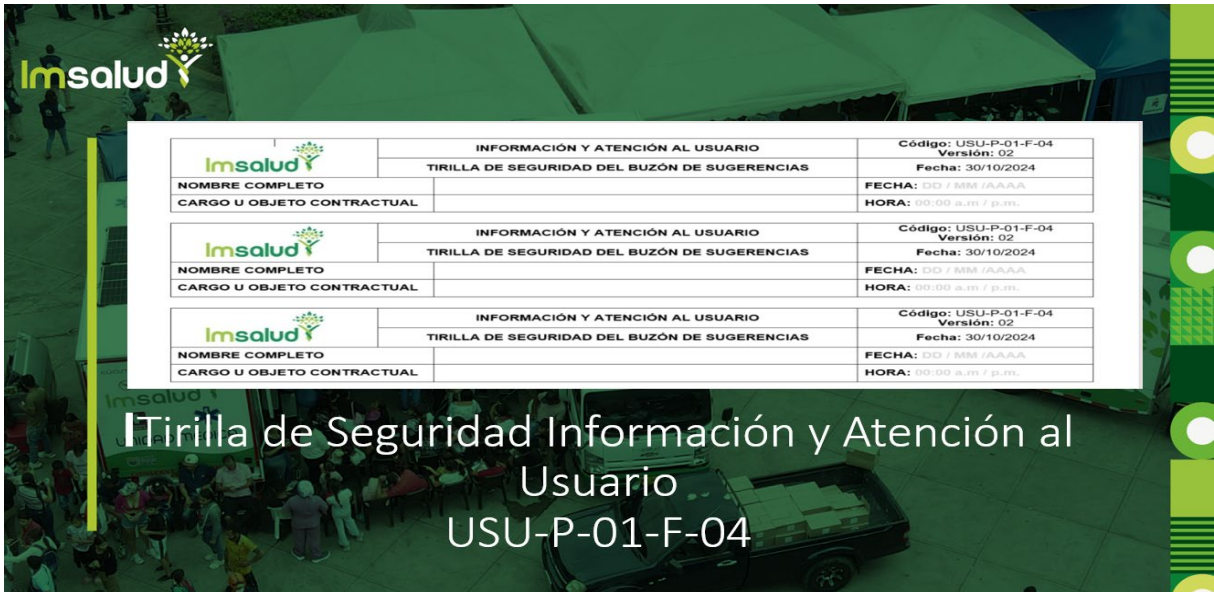 Imsalud
Imsalud
INFORMACIÓN Y ATENCIÓN AL USUARIO
Código: USU-P-01-F-04
Versión: 02
TIRILLA DE SEGURIDAD DEL BUZÓN DE SUGERENCIAS
Fecha: 30/10/2024
NOMBRE COMPLETO
FECHA: DD / MM /AAAA
CARGO U OBJETO CONTRACTUAL
HORA: 00:00 a.m / p.m.
Imsalud
INFORMACIÓN Y ATENCIÓN AL USUARIO
Código: USU-P-01-F-04
Versión: 02
TIRILLA DE SEGURIDAD DEL BUZÓN DE SUGERENCIAS
Fecha: 30/10/2024
NOMBRE COMPLETO
FECHA: DD / MM /AAAA
CARGO U OBJETO CONTRACTUAL
HORA: 00:00 a.m / p.m.
Imsalud
INFORMACIÓN Y ATENCIÓN AL USUARIO
Código: USU-P-01-F-04
Versión: 02
TIRILLA DE SEGURIDAD DEL BUZÓN DE SUGERENCIAS
Fecha: 30/10/2024
NOMBRE COMPLETO
FECHA: DD / MM /AAAA
CARGO U OBJETO CONTRACTUAL
HORA: 00:00 a.m / p.m.
Imsalud
Tirilla de Seguridad Información y Atención al
Usuario
USU-P-01-F-04